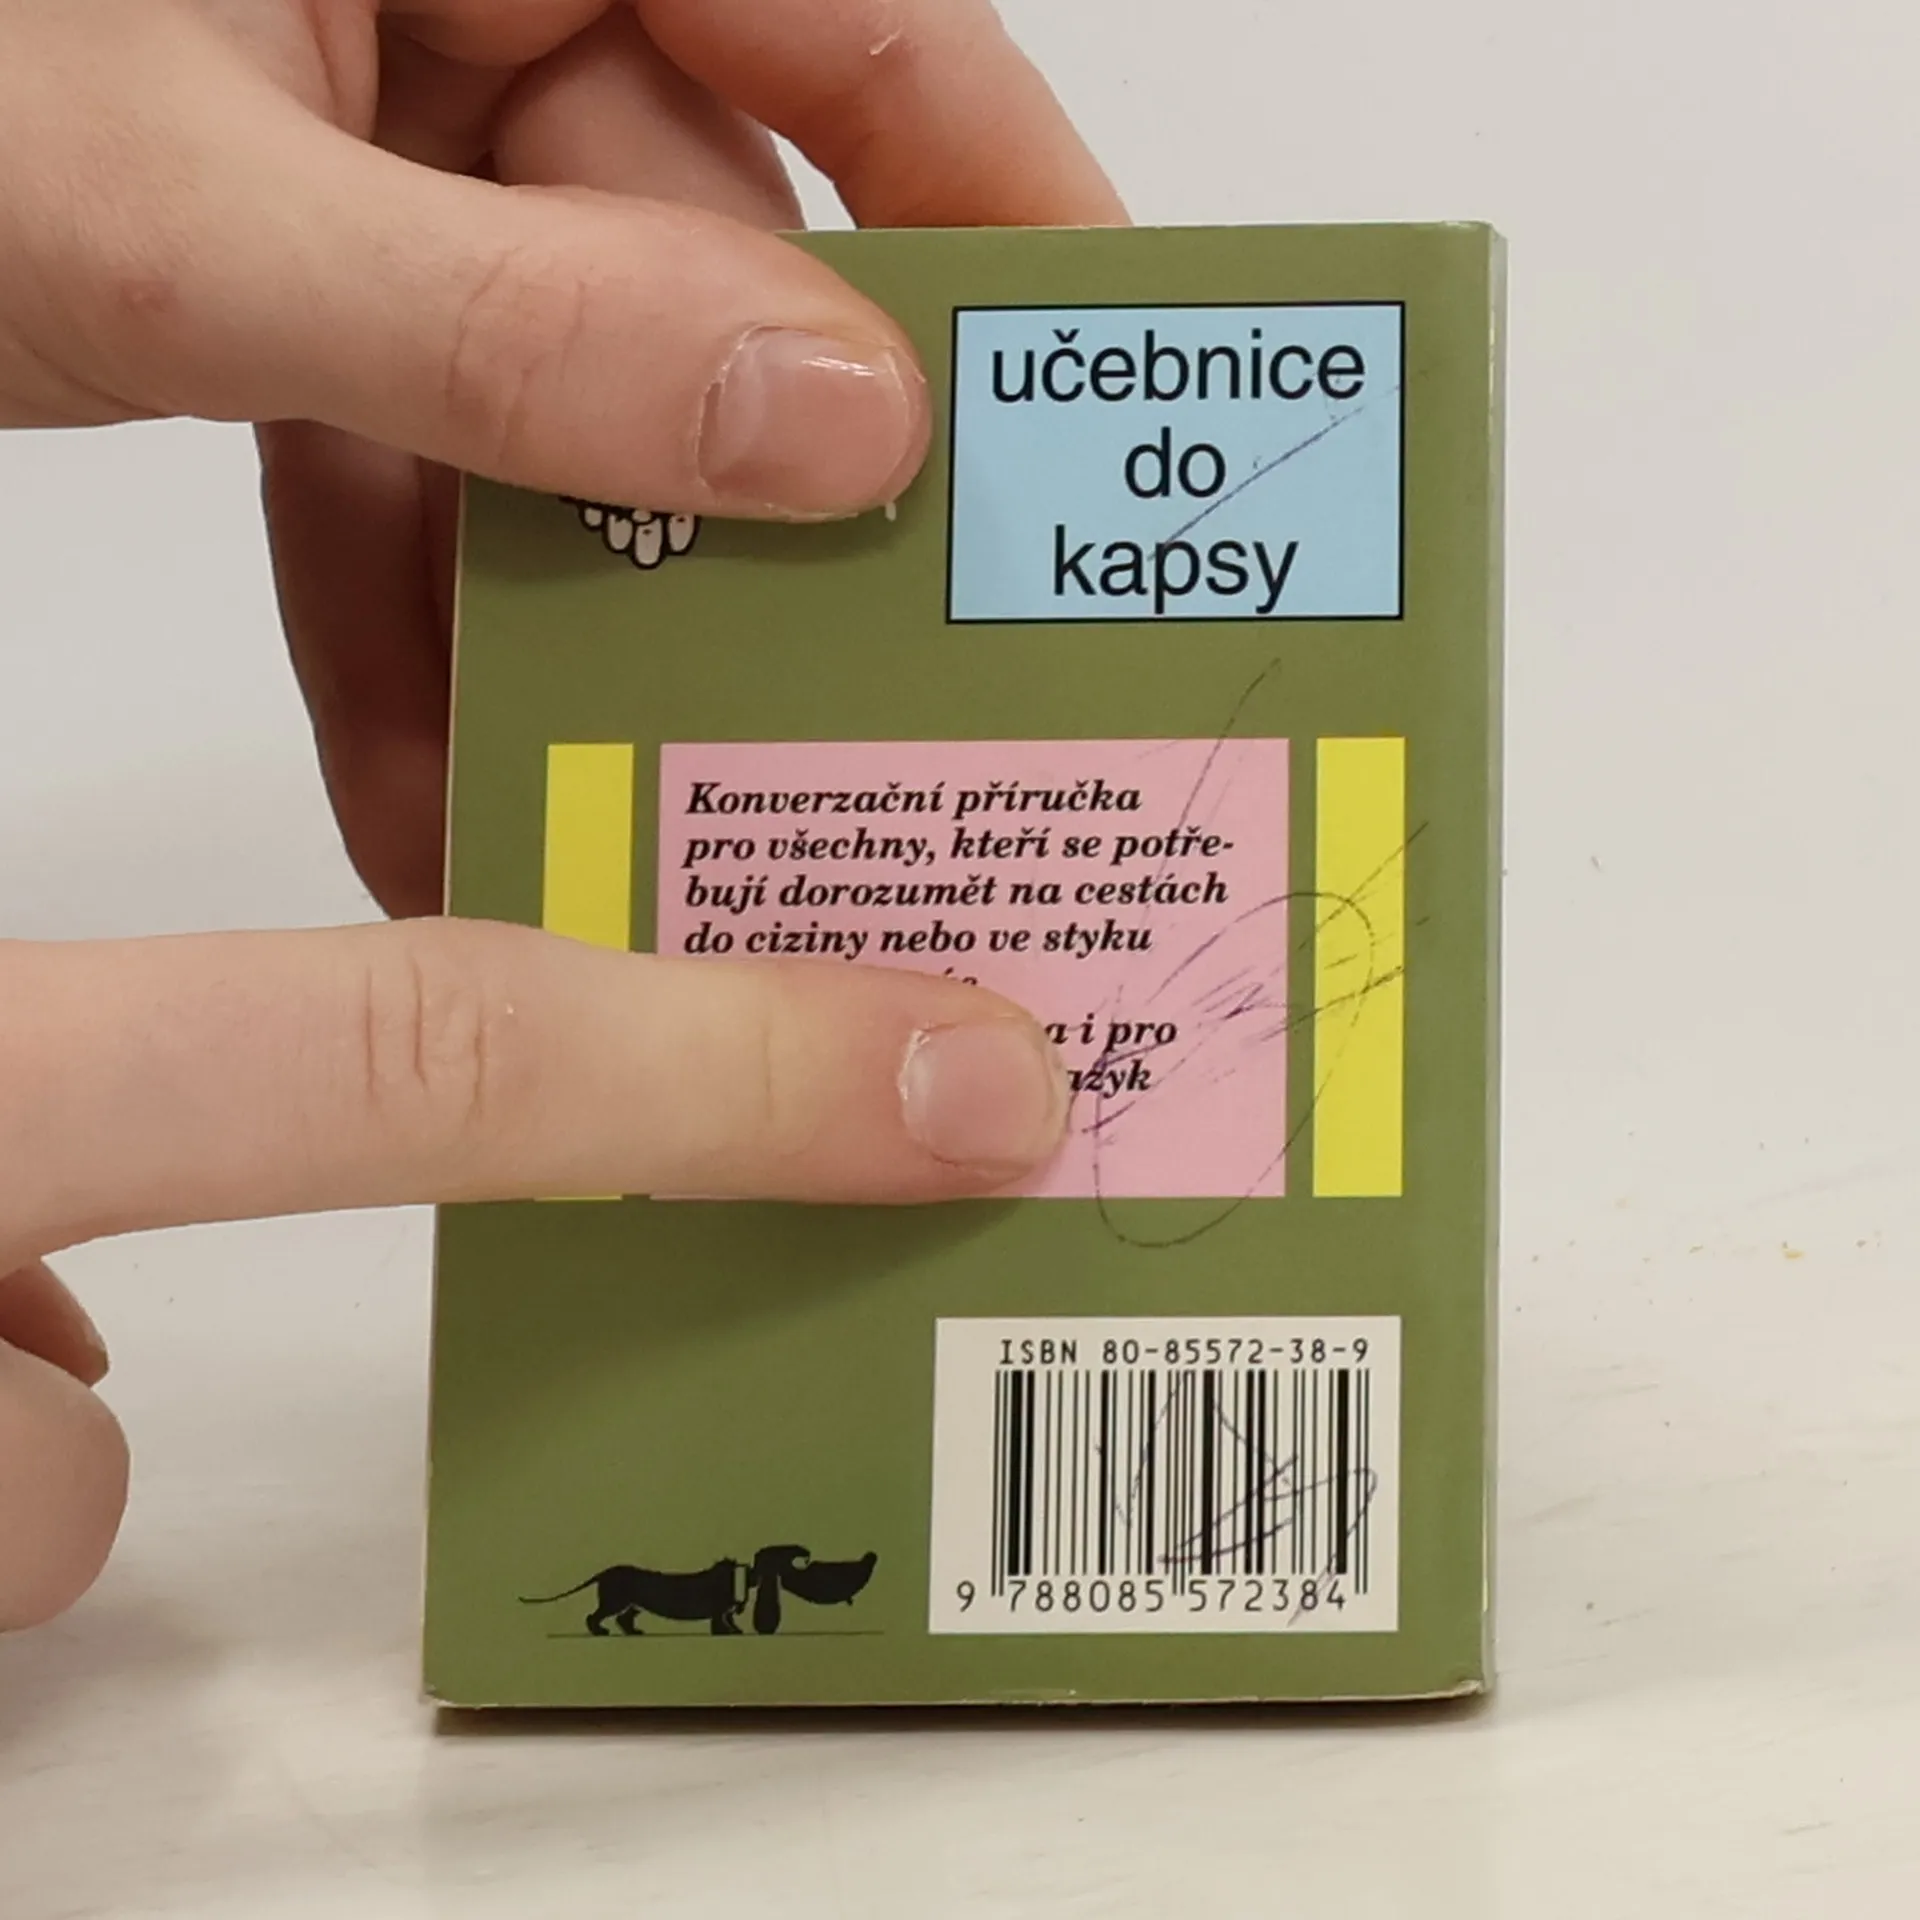 učebnice
do
kapsy
Konverzační příručka
pro všechny, kteří se potře-
bují dorozumět na cestách
do ciziny nebo ve styku
i pro
ISBN 80-85572-38-9
9 788085 572384